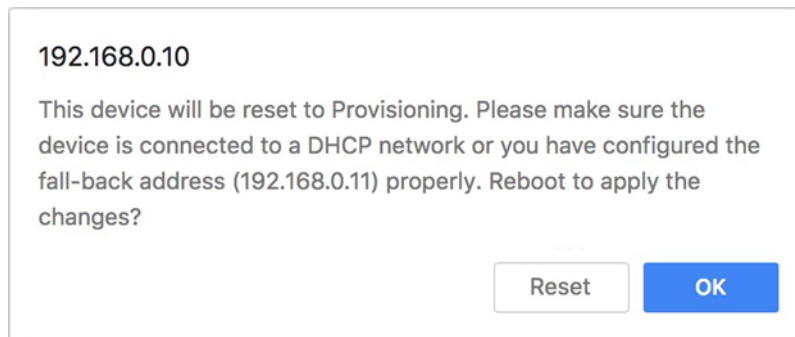 192.168.0.10
This device will be reset to Provisioning. Please make sure the
device is connected to a DHCP network or you have configured the
fall-back address (192.168.0.11) properly. Reboot to apply the
changes?
Reset
OK